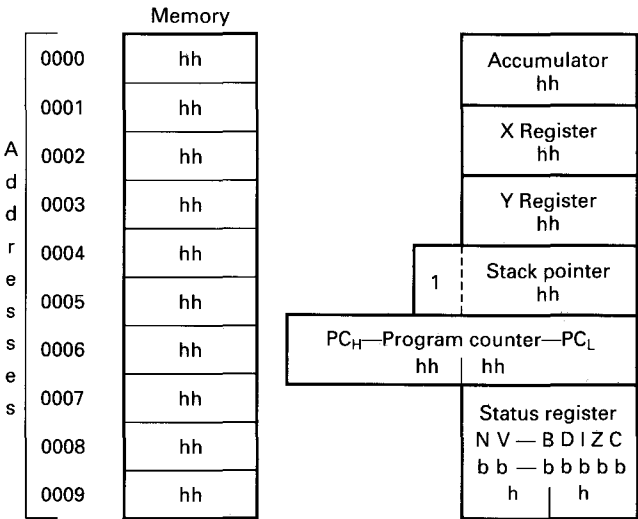 Memory
Addresses
0000 hh
0001 hh
0002 hh
0003 hh
0004 hh
0005 hh
0006 hh
0007 hh
0008 hh
0009 hh
Accumulator
hh
X Register
hh
Y Register
hh
1 Stack pointer
hh
PCH—Program counter—PCL
hh hh
Status register
N V — B D I Z C
b b — b b b b b
h h